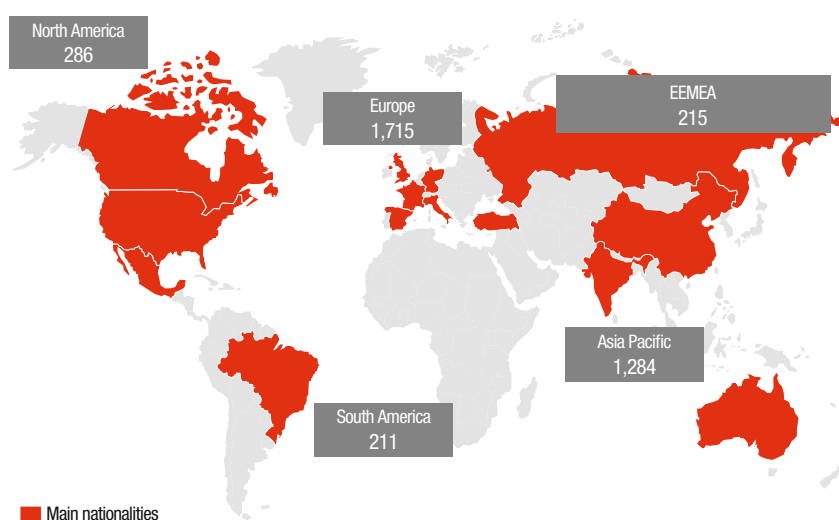 North America
286
Europe
1,715
EEMEA
215
Asia Pacific
1,284
South America
211
Main nationalities